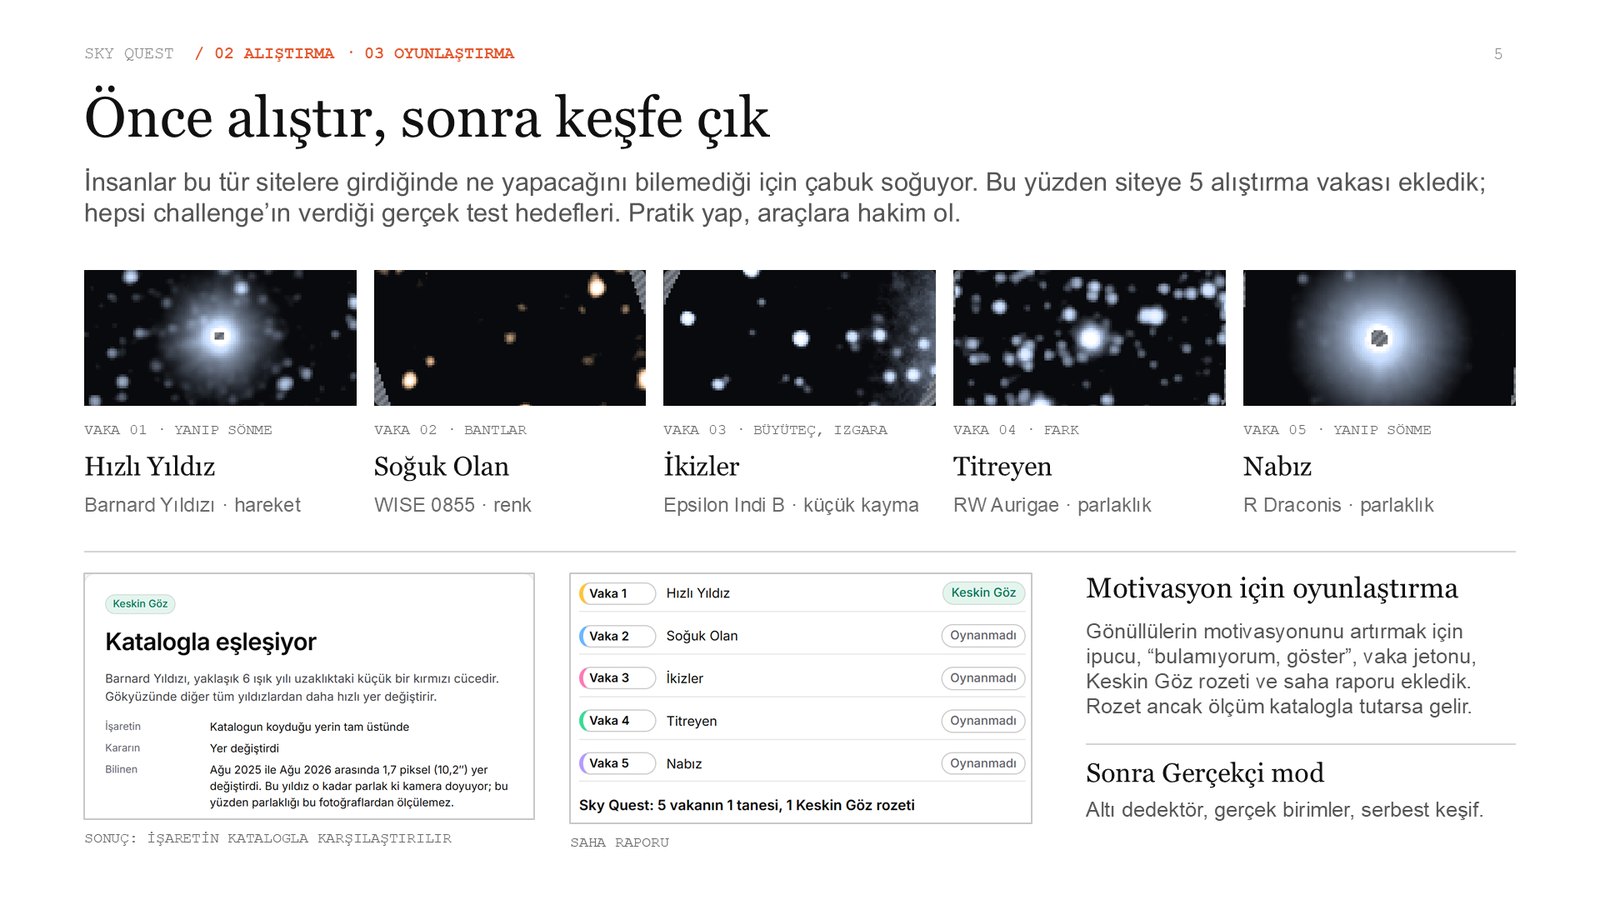 SKY QUEST / 02 ALIŞTIRMA · 03 OYUNLAŞTIRMA
5
Önce alıştır, sonra keşfe çık
İnsanlar bu tür sitelere girdiğinde ne yapacağını bilemediği için çabuk soğuyor. Bu yüzden siteye 5 alıştırma vakası ekledik;
hepsi challenge’ın verdiği gerçek test hedefleri. Pratik yap, araçlara hakim ol.
VAKA 01 · YANIP SÖNME
Hızlı Yıldız
Barnard Yıldızı · hareket
VAKA 02 · BANTLAR
Soğuk Olan
WISE 0855 · renk
VAKA 03 · BÜYÜTEÇ, IZGARA
İkizler
Epsilon Indi B · küçük kayma
VAKA 04 · FARK
Titreyen
RW Aurigae · parlaklık
VAKA 05 · YANIP SÖNME
Nabız
R Draconis · parlaklık
Keskin Göz
Katalogla eşleşiyor
Barnard Yıldızı, yaklaşık 6 ışık yılı uzaklıktaki küçük bir kırmızı cücedir.
Gökyüzünde diğer tüm yıldızlardan daha hızlı yer değiştirir.
İşaretin Katalogun koyduğu yerin tam üstünde
Kararın Yer değiştirdi
Bilinen Ağu 2025 ile Ağu 2026 arasında 1,7 piksel (10,2″) yer
değiştirdi. Bu yıldız o kadar parlak ki kamera doyuyor; bu
yüzden parlaklığı bu fotoğraflardan ölçülemez.
SONUÇ: İŞARETİN KATALOGLA KARŞILAŞTIRILIR
Vaka 1 Hızlı Yıldız Keskin Göz
Vaka 2 Soğuk Olan Oynanmadı
Vaka 3 İkizler Oynanmadı
Vaka 4 Titreyen Oynanmadı
Vaka 5 Nabız Oynanmadı
Sky Quest: 5 vakanın 1 tanesi, 1 Keskin Göz rozeti
SAHA RAPORU
Motivasyon için oyunlaştırma
Gönüllülerin motivasyonunu artırmak için
ipucu, “bulamıyorum, göster”, vaka jetonu,
Keskin Göz rozeti ve saha raporu ekledik.
Rozet ancak ölçüm katalogla tutarsa gelir.
Sonra Gerçekçi mod
Altı dedektör, gerçek birimler, serbest keşif.